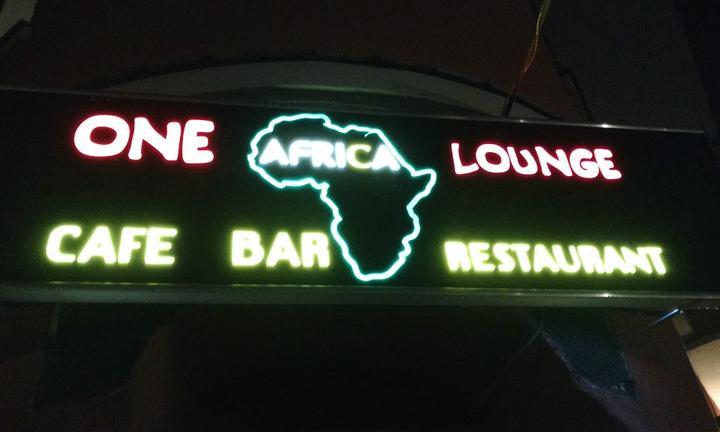 ONE AFRICA LOUNGE
CAFE BAR RESTAURANT